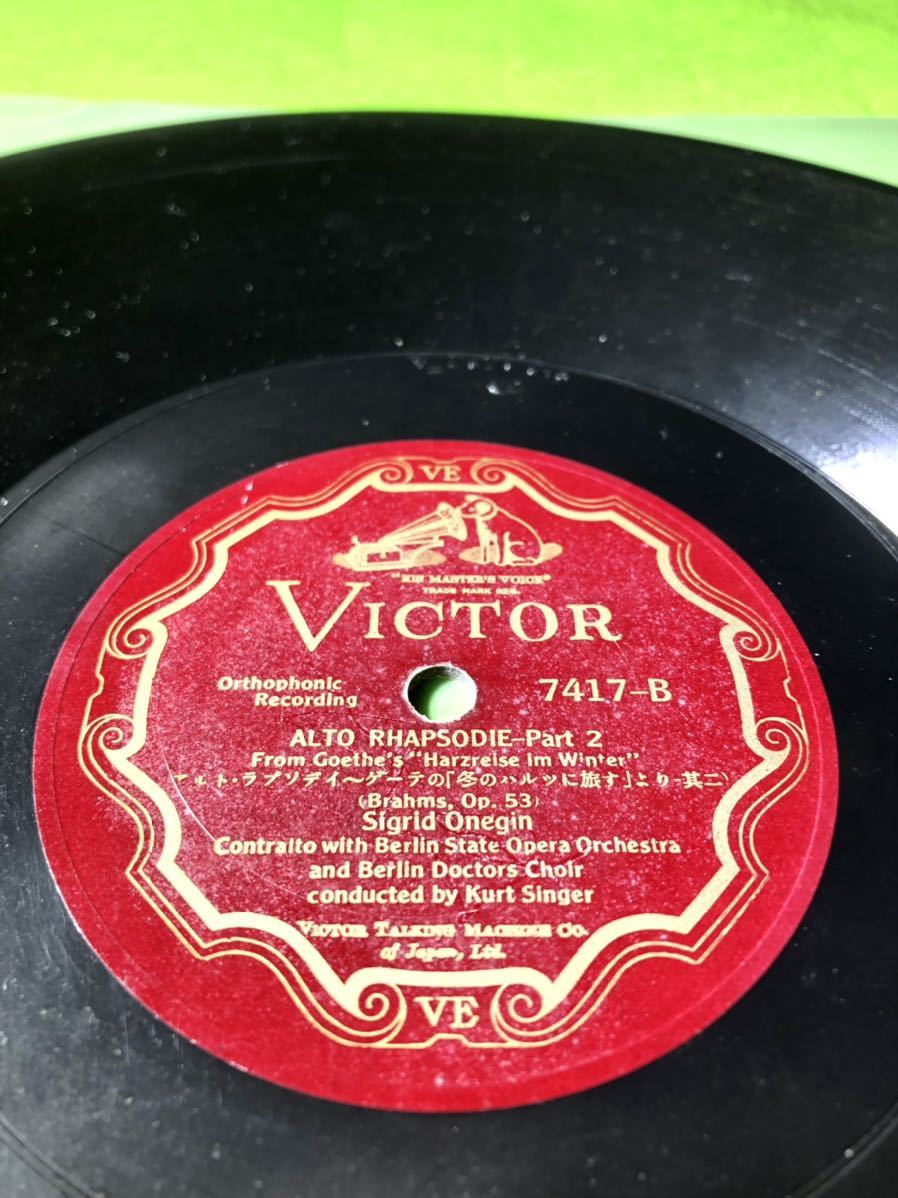 VE
"HIS MASTER'S VOICE"
TRADE MARK REG.
VICTOR
Orthophonic Recording
7417-B
ALTO RHAPSODIE-Part 2
From Goethe's "Harzreise im Winter"
アルト・ラプソデイ～ゲーテの「冬のハルツに旅す」より-其二)
(Brahms, Op. 53)
Sigrid Onegin
Contralto with Berlin State Opera Orchestra
and Berlin Doctors Choir
conducted by Kurt Singer
VICTOR TALKING MACHINE CO.
of Japan, Ltd.
VE